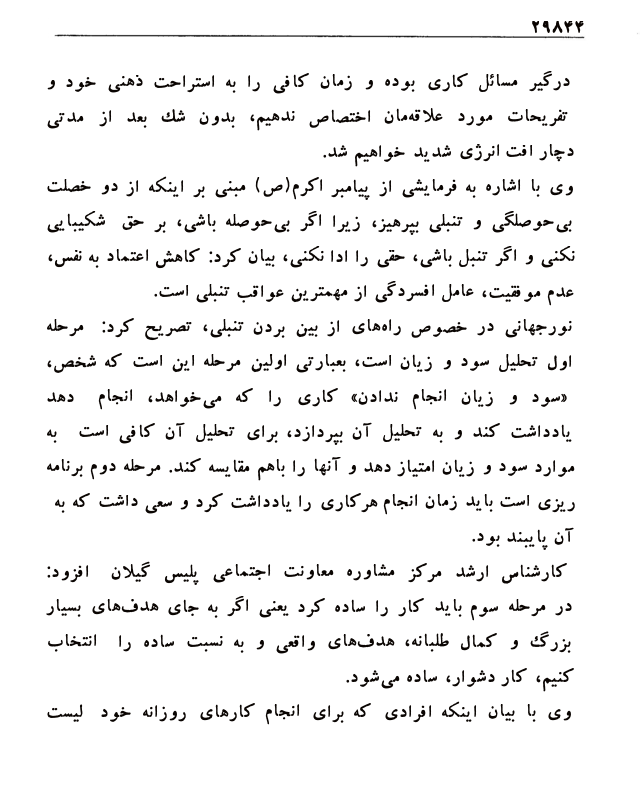 ۲۹۸۴۴
درگیر مسائل کاری بوده و زمان کافی را به استراحت ذهنی خود و
تفریحات مورد علاقه‌مان اختصاص ندهیم، بدون شك بعد از مدتی
دچار افت انرژی شدید خواهیم شد.
وی با اشاره به فرمایشی از پیامبر اکرم(ص) مبنی بر اینکه از دو خصلت
بی‌حوصلگی و تنبلی بپرهیز، زیرا اگر بی‌حوصله باشی، بر حق شکیبایی
نکنی و اگر تنبل باشی، حقی را ادا نکنی، بیان کرد: کاهش اعتماد به نفس،
عدم موفقیت، عامل افسردگی از مهمترین عواقب تنبلی است.
نورجهانی در خصوص راه‌های از بین بردن تنبلی، تصریح کرد: مرحله
اول تحلیل سود و زیان است، بعبارتی اولین مرحله این است که شخص،
«سود و زیان انجام ندادن» کاری را که می‌خواهد، انجام دهد
یادداشت کند و به تحلیل آن بپردازد، برای تحلیل آن کافی است به
موارد سود و زیان امتیاز دهد و آنها را باهم مقایسه کند. مرحله دوم برنامه
ریزی است باید زمان انجام هرکاری را یادداشت کرد و سعی داشت که به
آن پایبند بود.
کارشناس ارشد مرکز مشاوره معاونت اجتماعی پلیس گیلان افزود:
در مرحله سوم باید کار را ساده کرد یعنی اگر به جای هدف‌های بسیار
بزرگ و کمال طلبانه، هدف‌های واقعی و به نسبت ساده را انتخاب
کنیم، کار دشوار، ساده می‌شود.
وی با بیان اینکه افرادی که برای انجام کارهای روزانه خود لیست